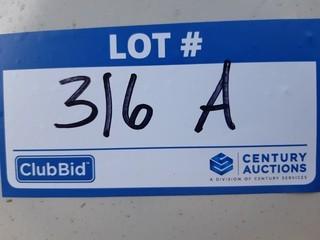 LOT #
316 A
ClubBid
CENTURY
AUCTIONS
A DIVISION OF CENTURY SERVICES